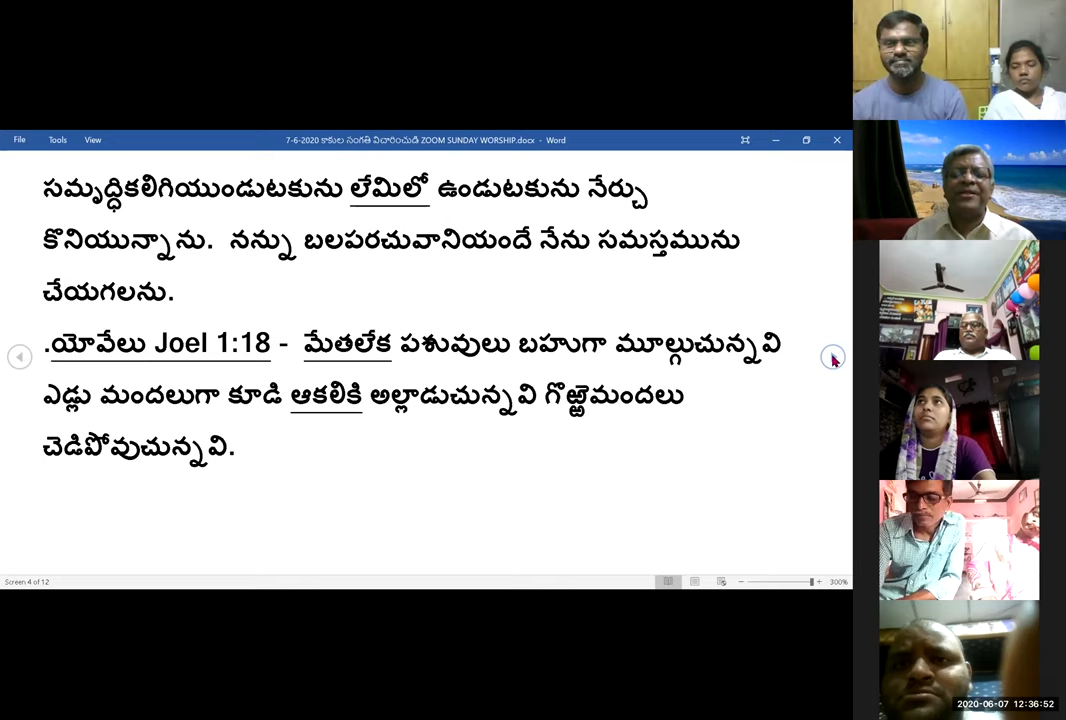 File Tools View 7-6-2020 కాకుల సంగతి విచారించుడి ZOOM SUNDAY WORSHIP.docx - Word
సమృద్ధికలిగియుండుటకును లేమిలో ఉండుటకును నేర్చు
కొనియున్నాను. నన్ను బలపరచువానియందే నేను సమస్తమును
చేయగలను.
.యోవేలు Joel 1:18 - మేతలేక పశువులు బహుగా మూల్గుచున్నవి
ఎడ్లు మందలుగా కూడి ఆకలికి అల్లాడుచున్నవి గొఱ్ఱెమందలు
చెడిపోవుచున్నవి.
Screen 4 of 12 300%
2020-06-07 12:36:52